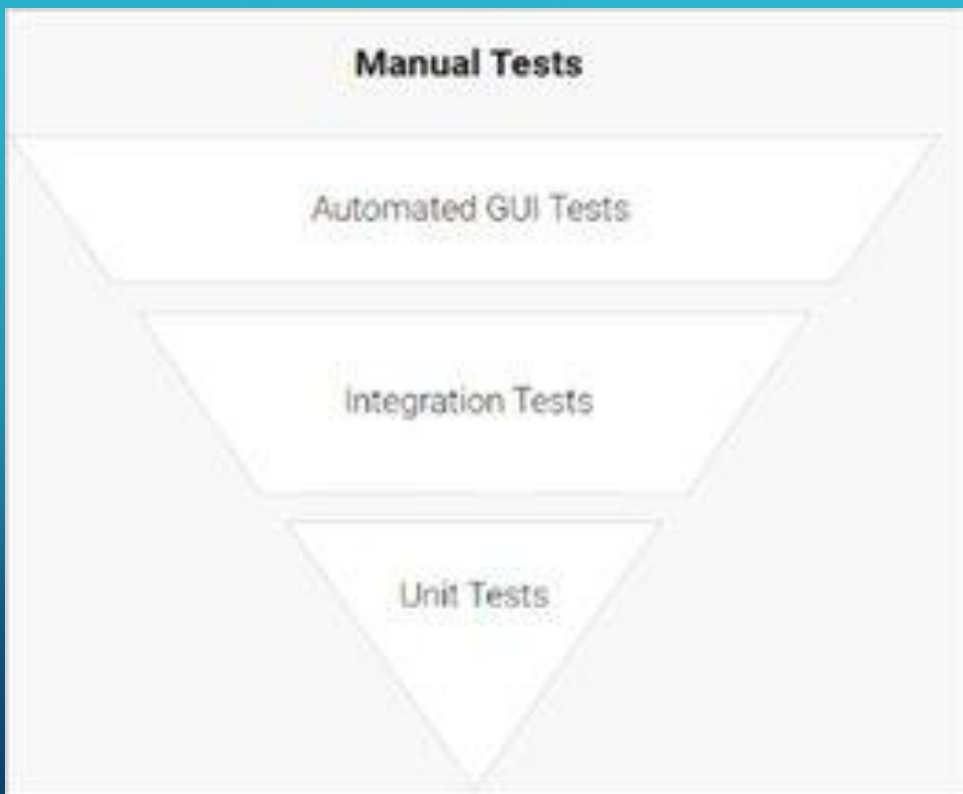 Manual Tests
Automated GUI Tests
Integration Tests
Unit Tests